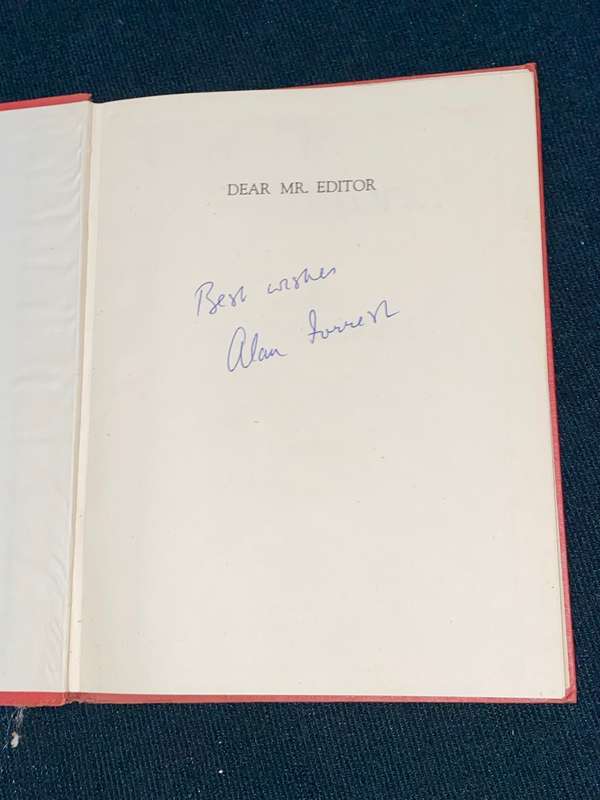 DEAR MR. EDITOR
Best wishes
Alan Forrest